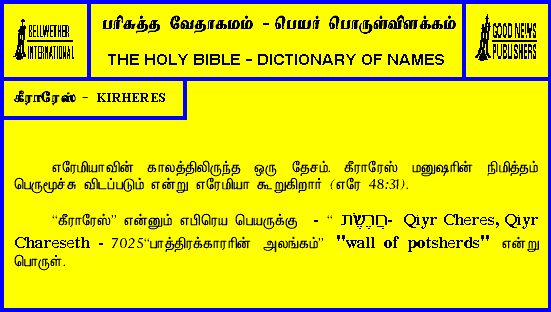 BELLWETHER
INTERNATIONAL
பரிசுத்த வேதாகமம் - பெயர் பொருள்விளக்கம்
THE HOLY BIBLE - DICTIONARY OF NAMES
GOOD NEWS
PUBLISHERS
கீராரேஸ் - KIRHERES
எரேமியாவின் காலத்திலிருந்த ஒரு தேசம். கீராரேஸ் மனுஷரின் நிமித்தம்
பெருமூச்சு விடப்படும் என்று எரேமியா கூறுகிறார் (எரே 48:31).
“கீராரேஸ்” என்னும் எபிரெய பெயருக்கு - “ חֲרֶשֶׂת- Qiyr Cheres, Qiyr
Chareseth - 7025“பாத்திரக்காரரின் அலங்கம்” "wall of potsherds" என்று
பொருள்.